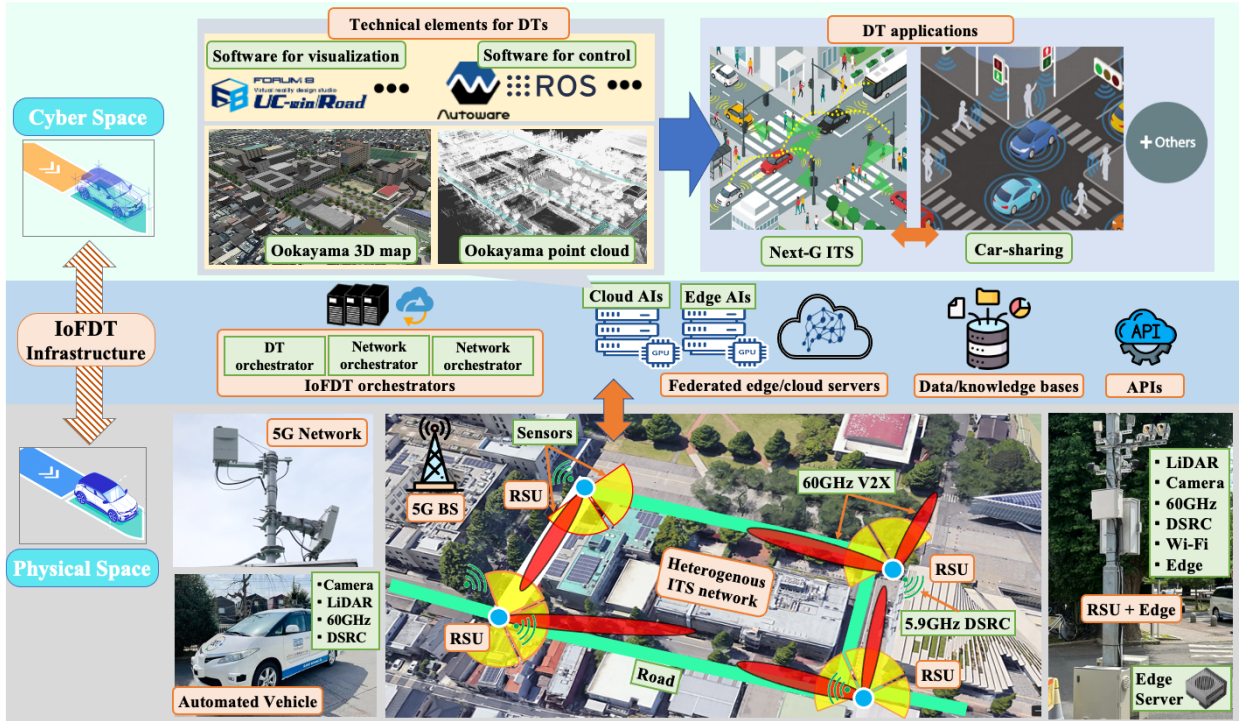 Technical elements for DTs
DT applications
Software for visualization
Software for control
FORUM 8
Virtual reality design studio
UC-win/Road
•••
Autoware
ROS
•••
Cyber Space
+ Others
Ookayama 3D map
Ookayama point cloud
Next-G ITS
Car-sharing
IoFDT
Infrastructure
DT
orchestrator
Network
orchestrator
Network
orchestrator
IoFDT orchestrators
Cloud AIs
Edge AIs
GPU
GPU
Federated edge/cloud servers
Data/knowledge bases
API
APIs
Physical Space
5G Network
▪ Camera
▪ LiDAR
▪ 60GHz
▪ DSRC
Automated Vehicle
5G BS
Sensors
RSU
60GHz V2X
RSU
Heterogenous
ITS network
RSU
5.9GHz DSRC
Road
RSU
▪ LiDAR
▪ Camera
▪ 60GHz
▪ DSRC
▪ Wi-Fi
▪ Edge
RSU + Edge
Edge
Server